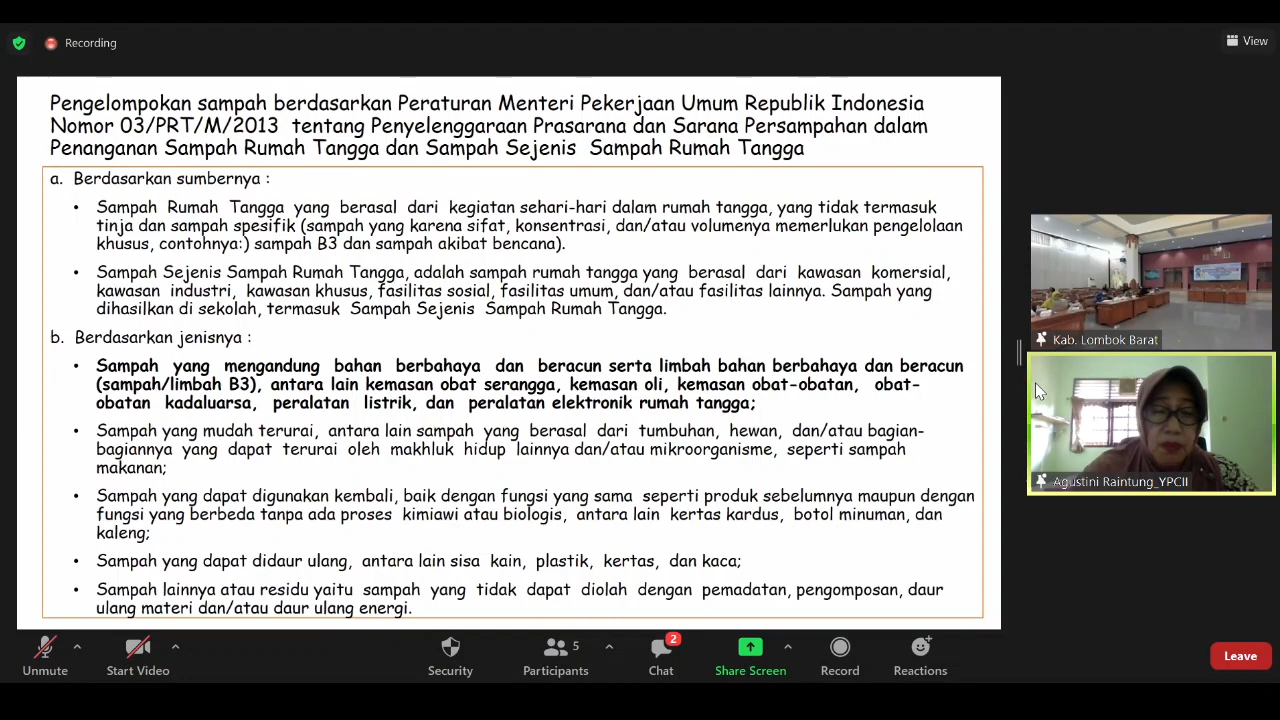 Recording
View
Pengelompokan sampah berdasarkan Peraturan Menteri Pekerjaan Umum Republik Indonesia
Nomor 03/PRT/M/2013 tentang Penyelenggaraan Prasarana dan Sarana Persampahan dalam
Penanganan Sampah Rumah Tangga dan Sampah Sejenis Sampah Rumah Tangga
a. Berdasarkan sumbernya :
• Sampah Rumah Tangga yang berasal dari kegiatan sehari-hari dalam rumah tangga, yang tidak termasuk
tinja dan sampah spesifik (sampah yang karena sifat, konsentrasi, dan/atau volumenya memerlukan pengelolaan
khusus, contohnya:) sampah B3 dan sampah akibat bencana).
• Sampah Sejenis Sampah Rumah Tangga, adalah sampah rumah tangga yang berasal dari kawasan komersial,
kawasan industri, kawasan khusus, fasilitas sosial, fasilitas umum, dan/atau fasilitas lainnya. Sampah yang
dihasilkan di sekolah, termasuk Sampah Sejenis Sampah Rumah Tangga.
b. Berdasarkan jenisnya :
• Sampah yang mengandung bahan berbahaya dan beracun serta limbah bahan berbahaya dan beracun
(sampah/limbah B3), antara lain kemasan obat serangga, kemasan oli, kemasan obat-obatan, obat-
obatan kadaluarsa, peralatan listrik, dan peralatan elektronik rumah tangga;
• Sampah yang mudah terurai, antara lain sampah yang berasal dari tumbuhan, hewan, dan/atau bagian-
bagiannya yang dapat terurai oleh makhluk hidup lainnya dan/atau mikroorganisme, seperti sampah
makanan;
• Sampah yang dapat digunakan kembali, baik dengan fungsi yang sama seperti produk sebelumnya maupun dengan
fungsi yang berbeda tanpa ada proses kimiawi atau biologis, antara lain kertas kardus, botol minuman, dan
kaleng;
• Sampah yang dapat didaur ulang, antara lain sisa kain, plastik, kertas, dan kaca;
• Sampah lainnya atau residu yaitu sampah yang tidak dapat diolah dengan pemadatan, pengomposan, daur
ulang materi dan/atau daur ulang energi.
Kab. Lombok Barat
Agustini Raintung_YPCII
Unmute
Start Video
Security
5
Participants
2
Chat
Share Screen
Record
Reactions
Leave